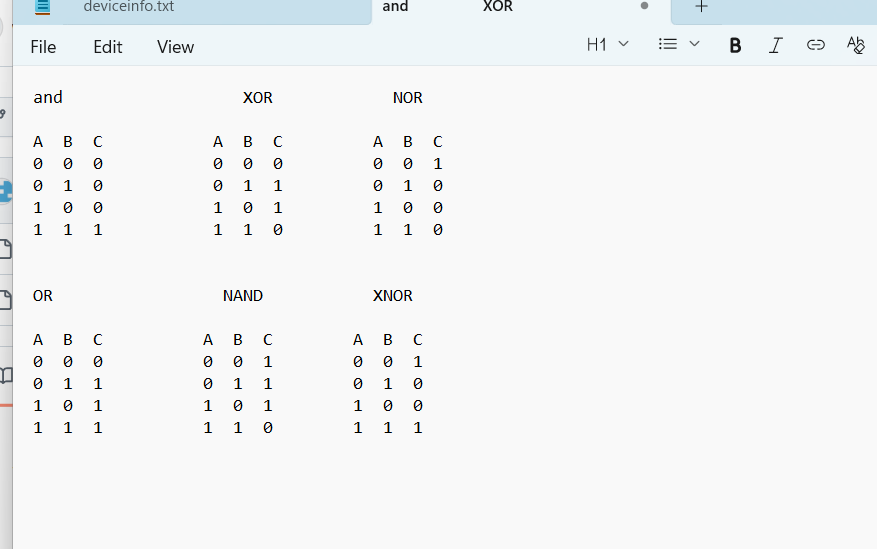 deviceinfo.txt and XOR +
File Edit View H1 B I Ab
and XOR NOR
A B C A B C A B C
0 0 0 0 0 0 0 0 1
0 1 0 0 1 1 0 1 0
1 0 0 1 0 1 1 0 0
1 1 1 1 1 0 1 1 0
OR NAND XNOR
A B C A B C A B C
0 0 0 0 0 1 0 0 1
0 1 1 0 1 1 0 1 0
1 0 1 1 0 1 1 0 0
1 1 1 1 1 0 1 1 1